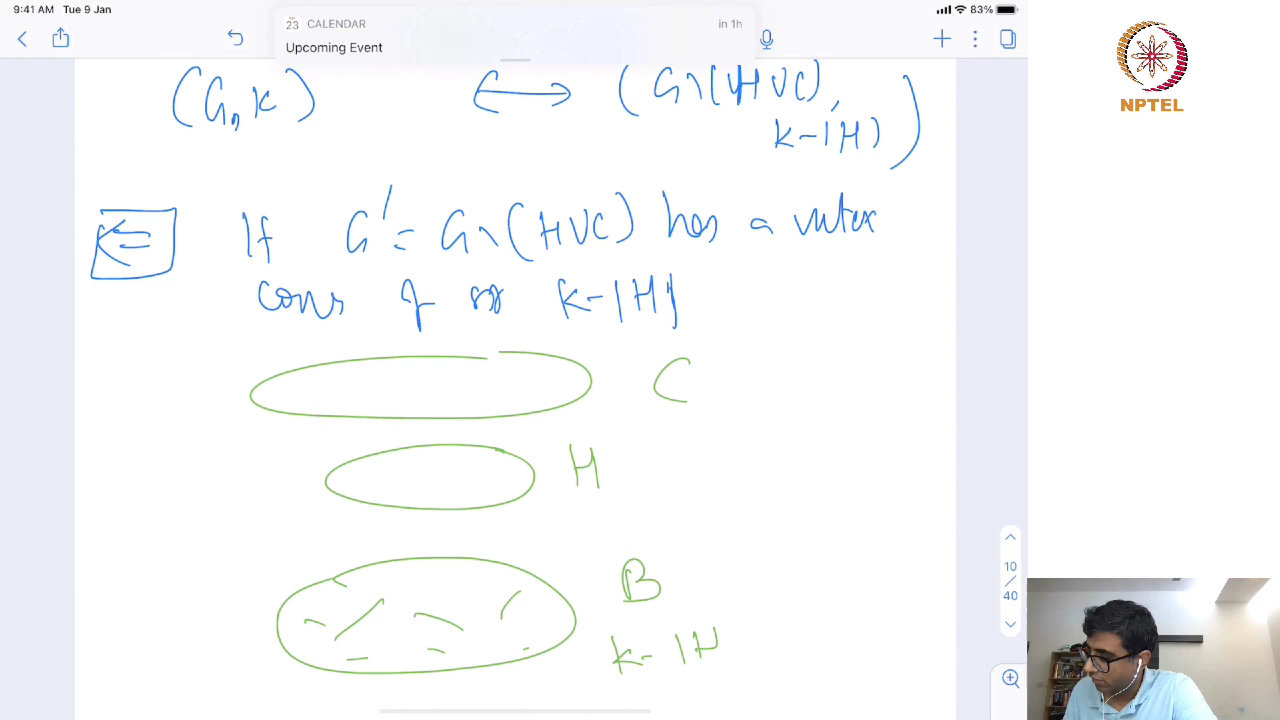 9:41 AM Tue 9 Jan
83%
23 CALENDAR in 1h
Upcoming Event
NPTEL
(G, k) ⟷ (G \ (H ∪ C),
k - |H|)
⇐ If G' = G \ (H ∪ C) has a vertex
cover of size k - |H|
C
H
B
k - |H
10
/
40